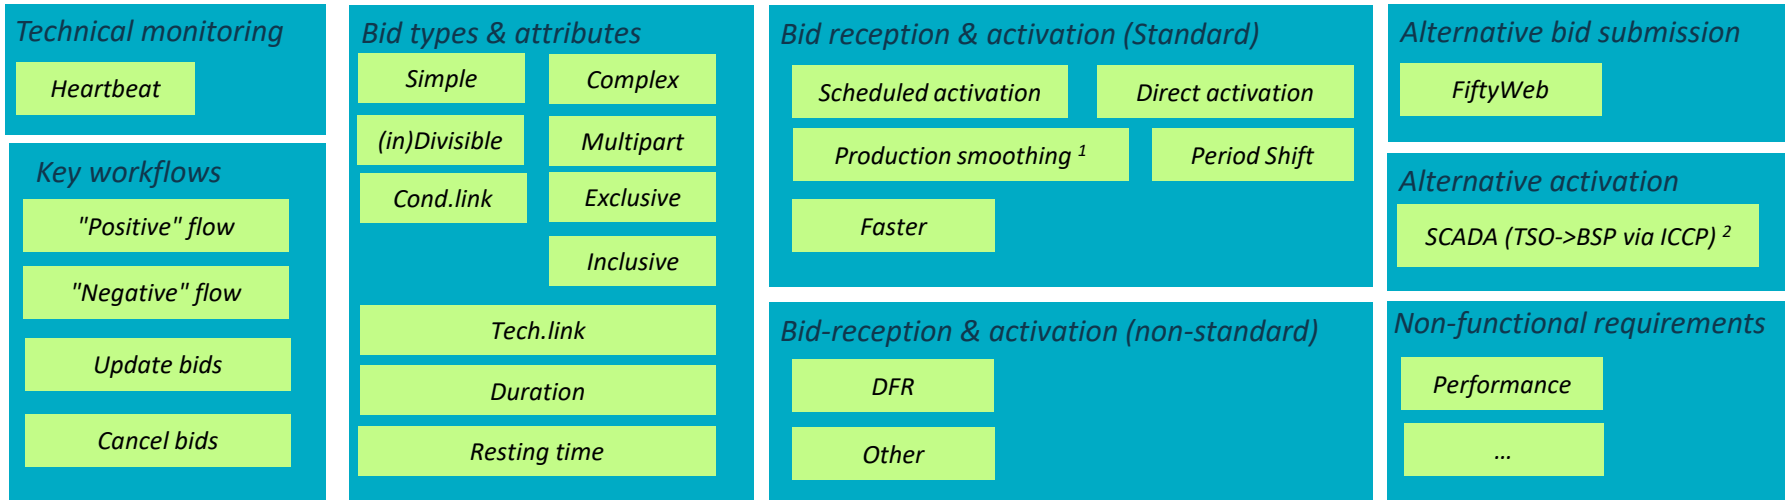 Technical monitoring
Heartbeat
Key workflows
"Positive" flow
"Negative" flow
Update bids
Cancel bids
Bid types & attributes
Simple
Complex
(in)Divisible
Multipart
Cond.link
Exclusive
Inclusive
Tech.link
Duration
Resting time
Bid reception & activation (Standard)
Scheduled activation
Direct activation
Production smoothing 1
Period Shift
Faster
Bid-reception & activation (non-standard)
DFR
Other
Alternative bid submission
FiftyWeb
Alternative activation
SCADA (TSO->BSP via ICCP) 2
Non-functional requirements
Performance
…